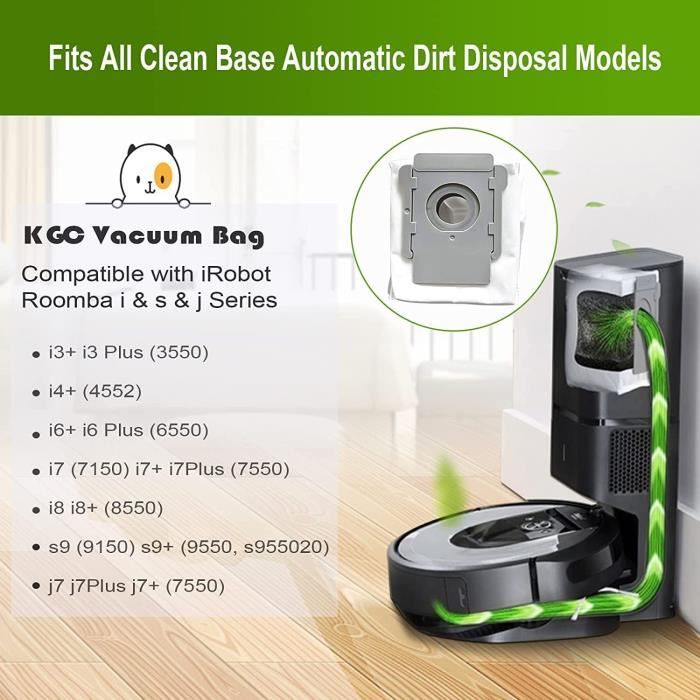 Fits All Clean Base Automatic Dirt Disposal Models
KGC Vacuum Bag
Compatible with iRobot
Roomba i & s & j Series
• i3+ i3 Plus (3550)
• i4+ (4552)
• i6+ i6 Plus (6550)
• i7 (7150) i7+ i7Plus (7550)
• i8 i8+ (8550)
• s9 (9150) s9+ (9550, s955020)
• j7 j7Plus j7+ (7550)